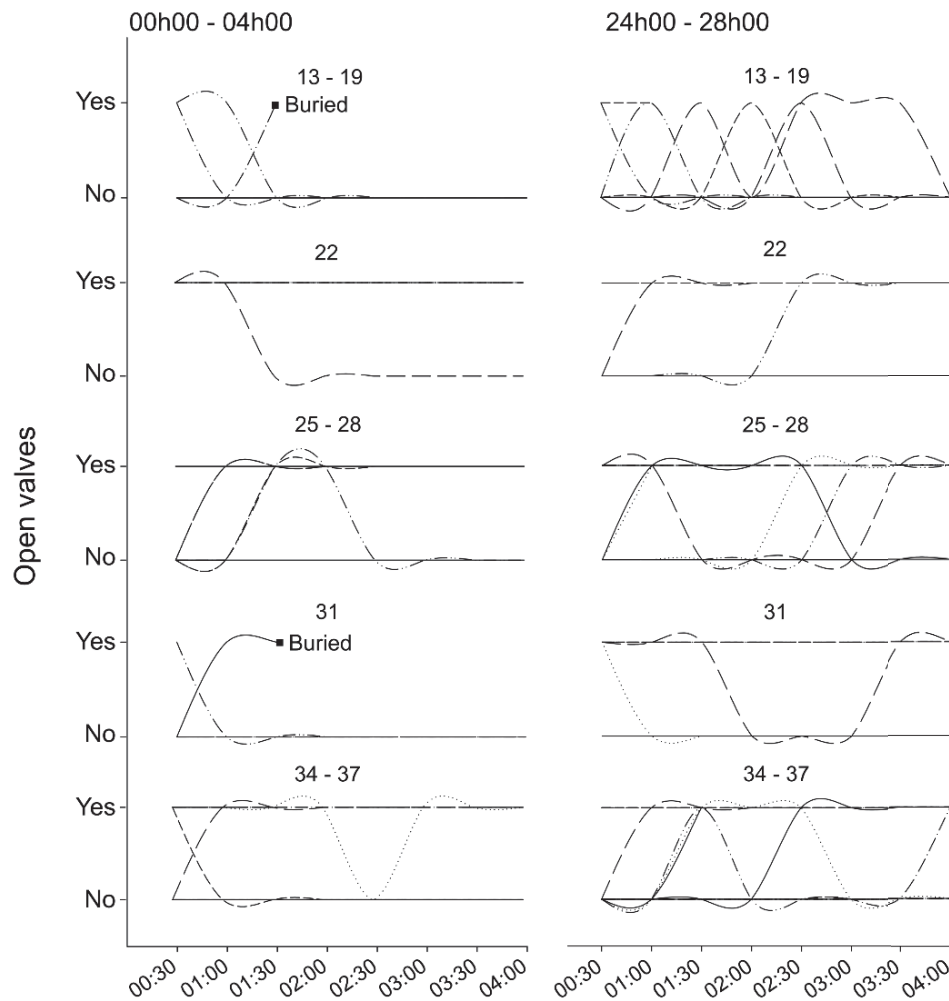 00h00 - 04h00
24h00 - 28h00
Open valves
13 - 19
Yes
Buried
No
22
Yes
No
25 - 28
Yes
No
31
Yes
Buried
No
34 - 37
Yes
No
00:30 01:00 01:30 02:00 02:30 03:00 03:30 04:00
13 - 19
22
25 - 28
31
34 - 37
00:30 01:00 01:30 02:00 02:30 03:00 03:30 04:00